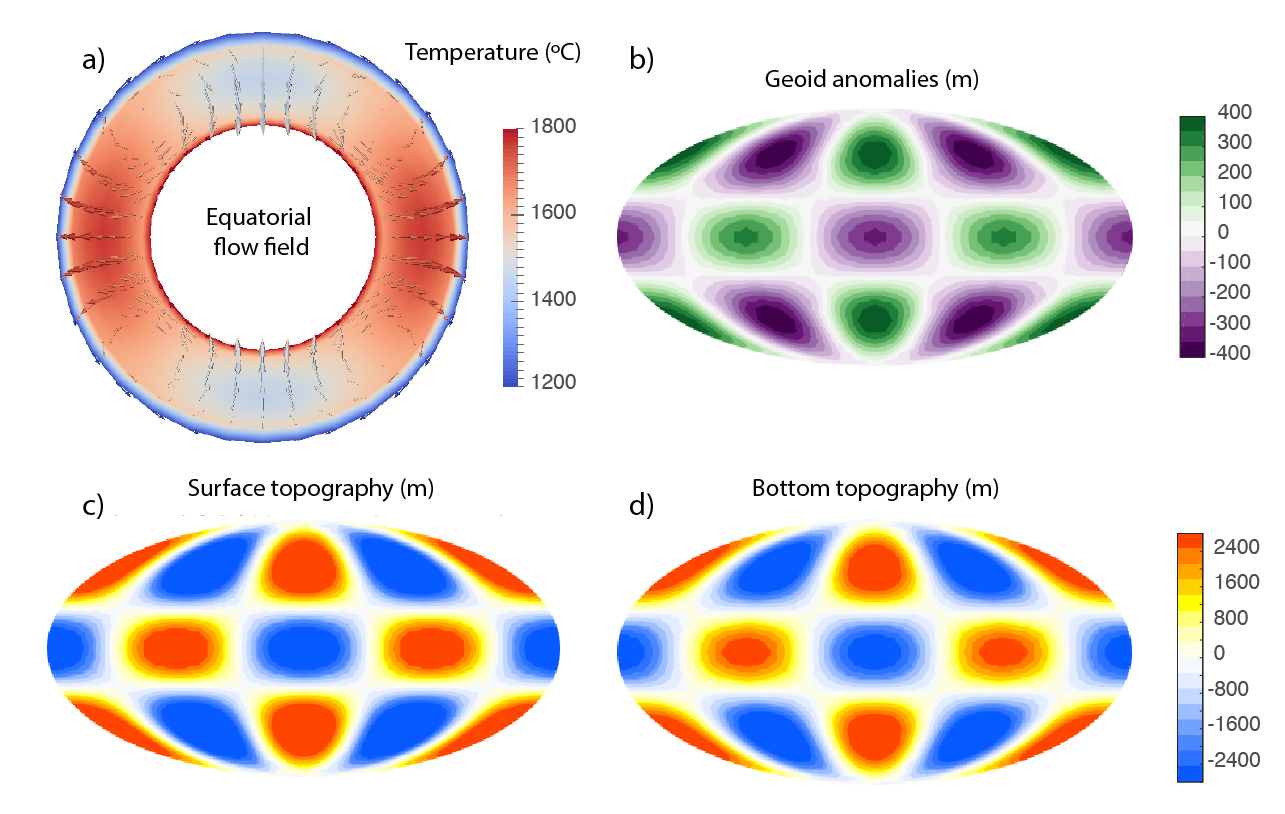 a)
Temperature (ºC)
1800
1600
1400
1200
Equatorial
flow field
b)
Geoid anomalies (m)
400
300
200
100
0
-100
-200
-300
-400
c)
Surface topography (m)
d)
Bottom topography (m)
2400
1600
800
0
-800
-1600
-2400